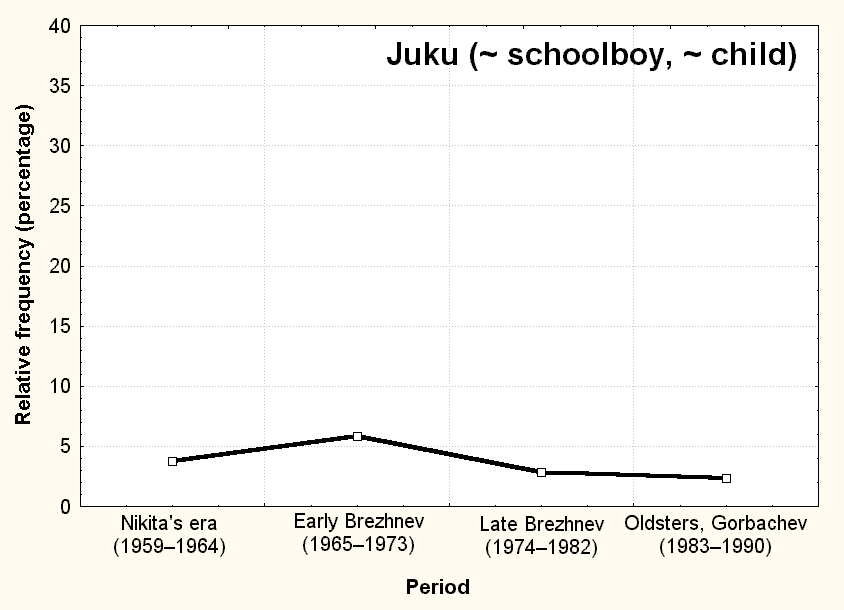 Juku (~ schoolboy, ~ child)
Relative frequency (percentage)
40
35
30
25
20
15
10
5
0
Nikita's era
(1959–1964)
Early Brezhnev
(1965–1973)
Late Brezhnev
(1974–1982)
Oldsters, Gorbachev
(1983–1990)
Period